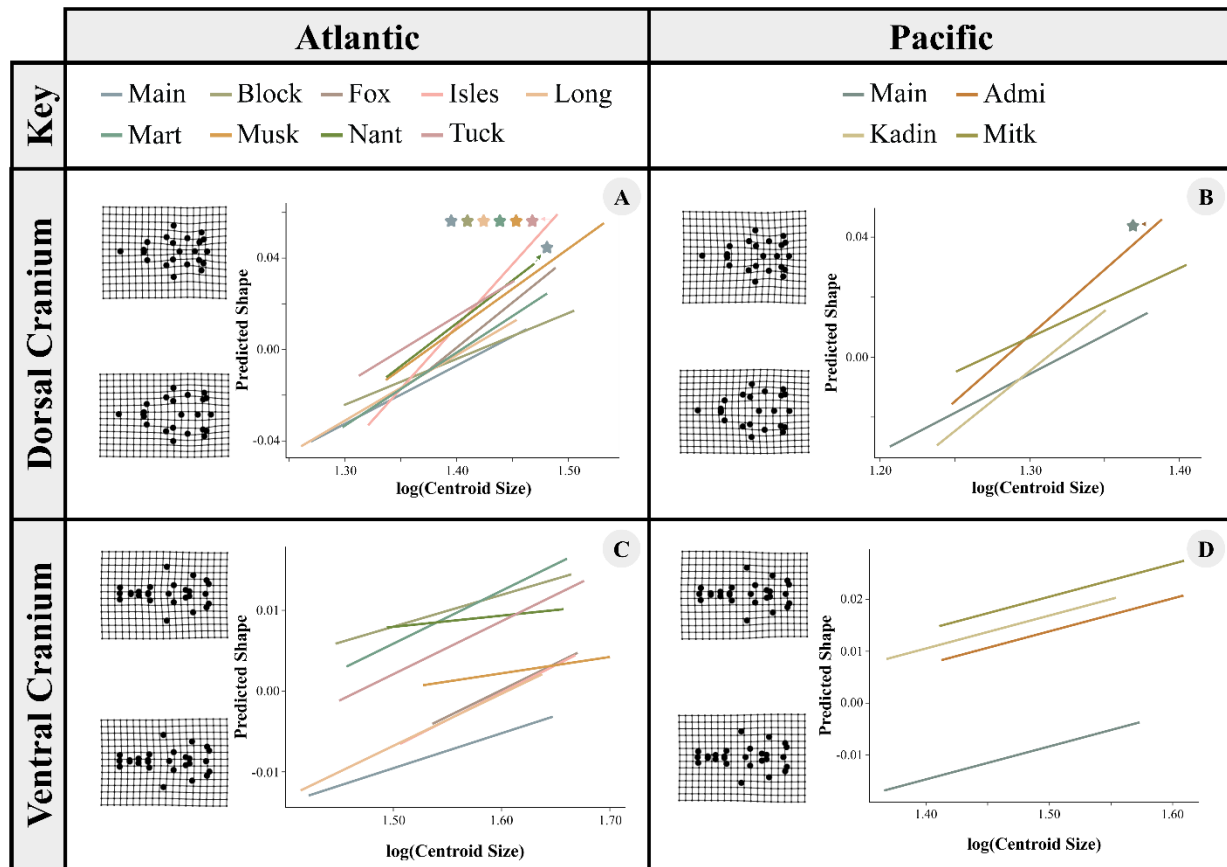 Atlantic
Pacific
Key
Main Block Fox Isles Long
Mart Musk Nant Tuck
Main Admi
Kadin Mitk
Dorsal Cranium
A
Predicted Shape
0.04
0.00
-0.04
1.30 1.40 1.50
log(Centroid Size)
B
Predicted Shape
0.04
0.00
1.20 1.30 1.40
log(Centroid Size)
Ventral Cranium
C
Predicted Shape
0.01
0.00
-0.01
1.50 1.60 1.70
log(Centroid Size)
D
Predicted Shape
0.02
0.01
0.00
-0.01
1.40 1.50 1.60
log(Centroid Size)